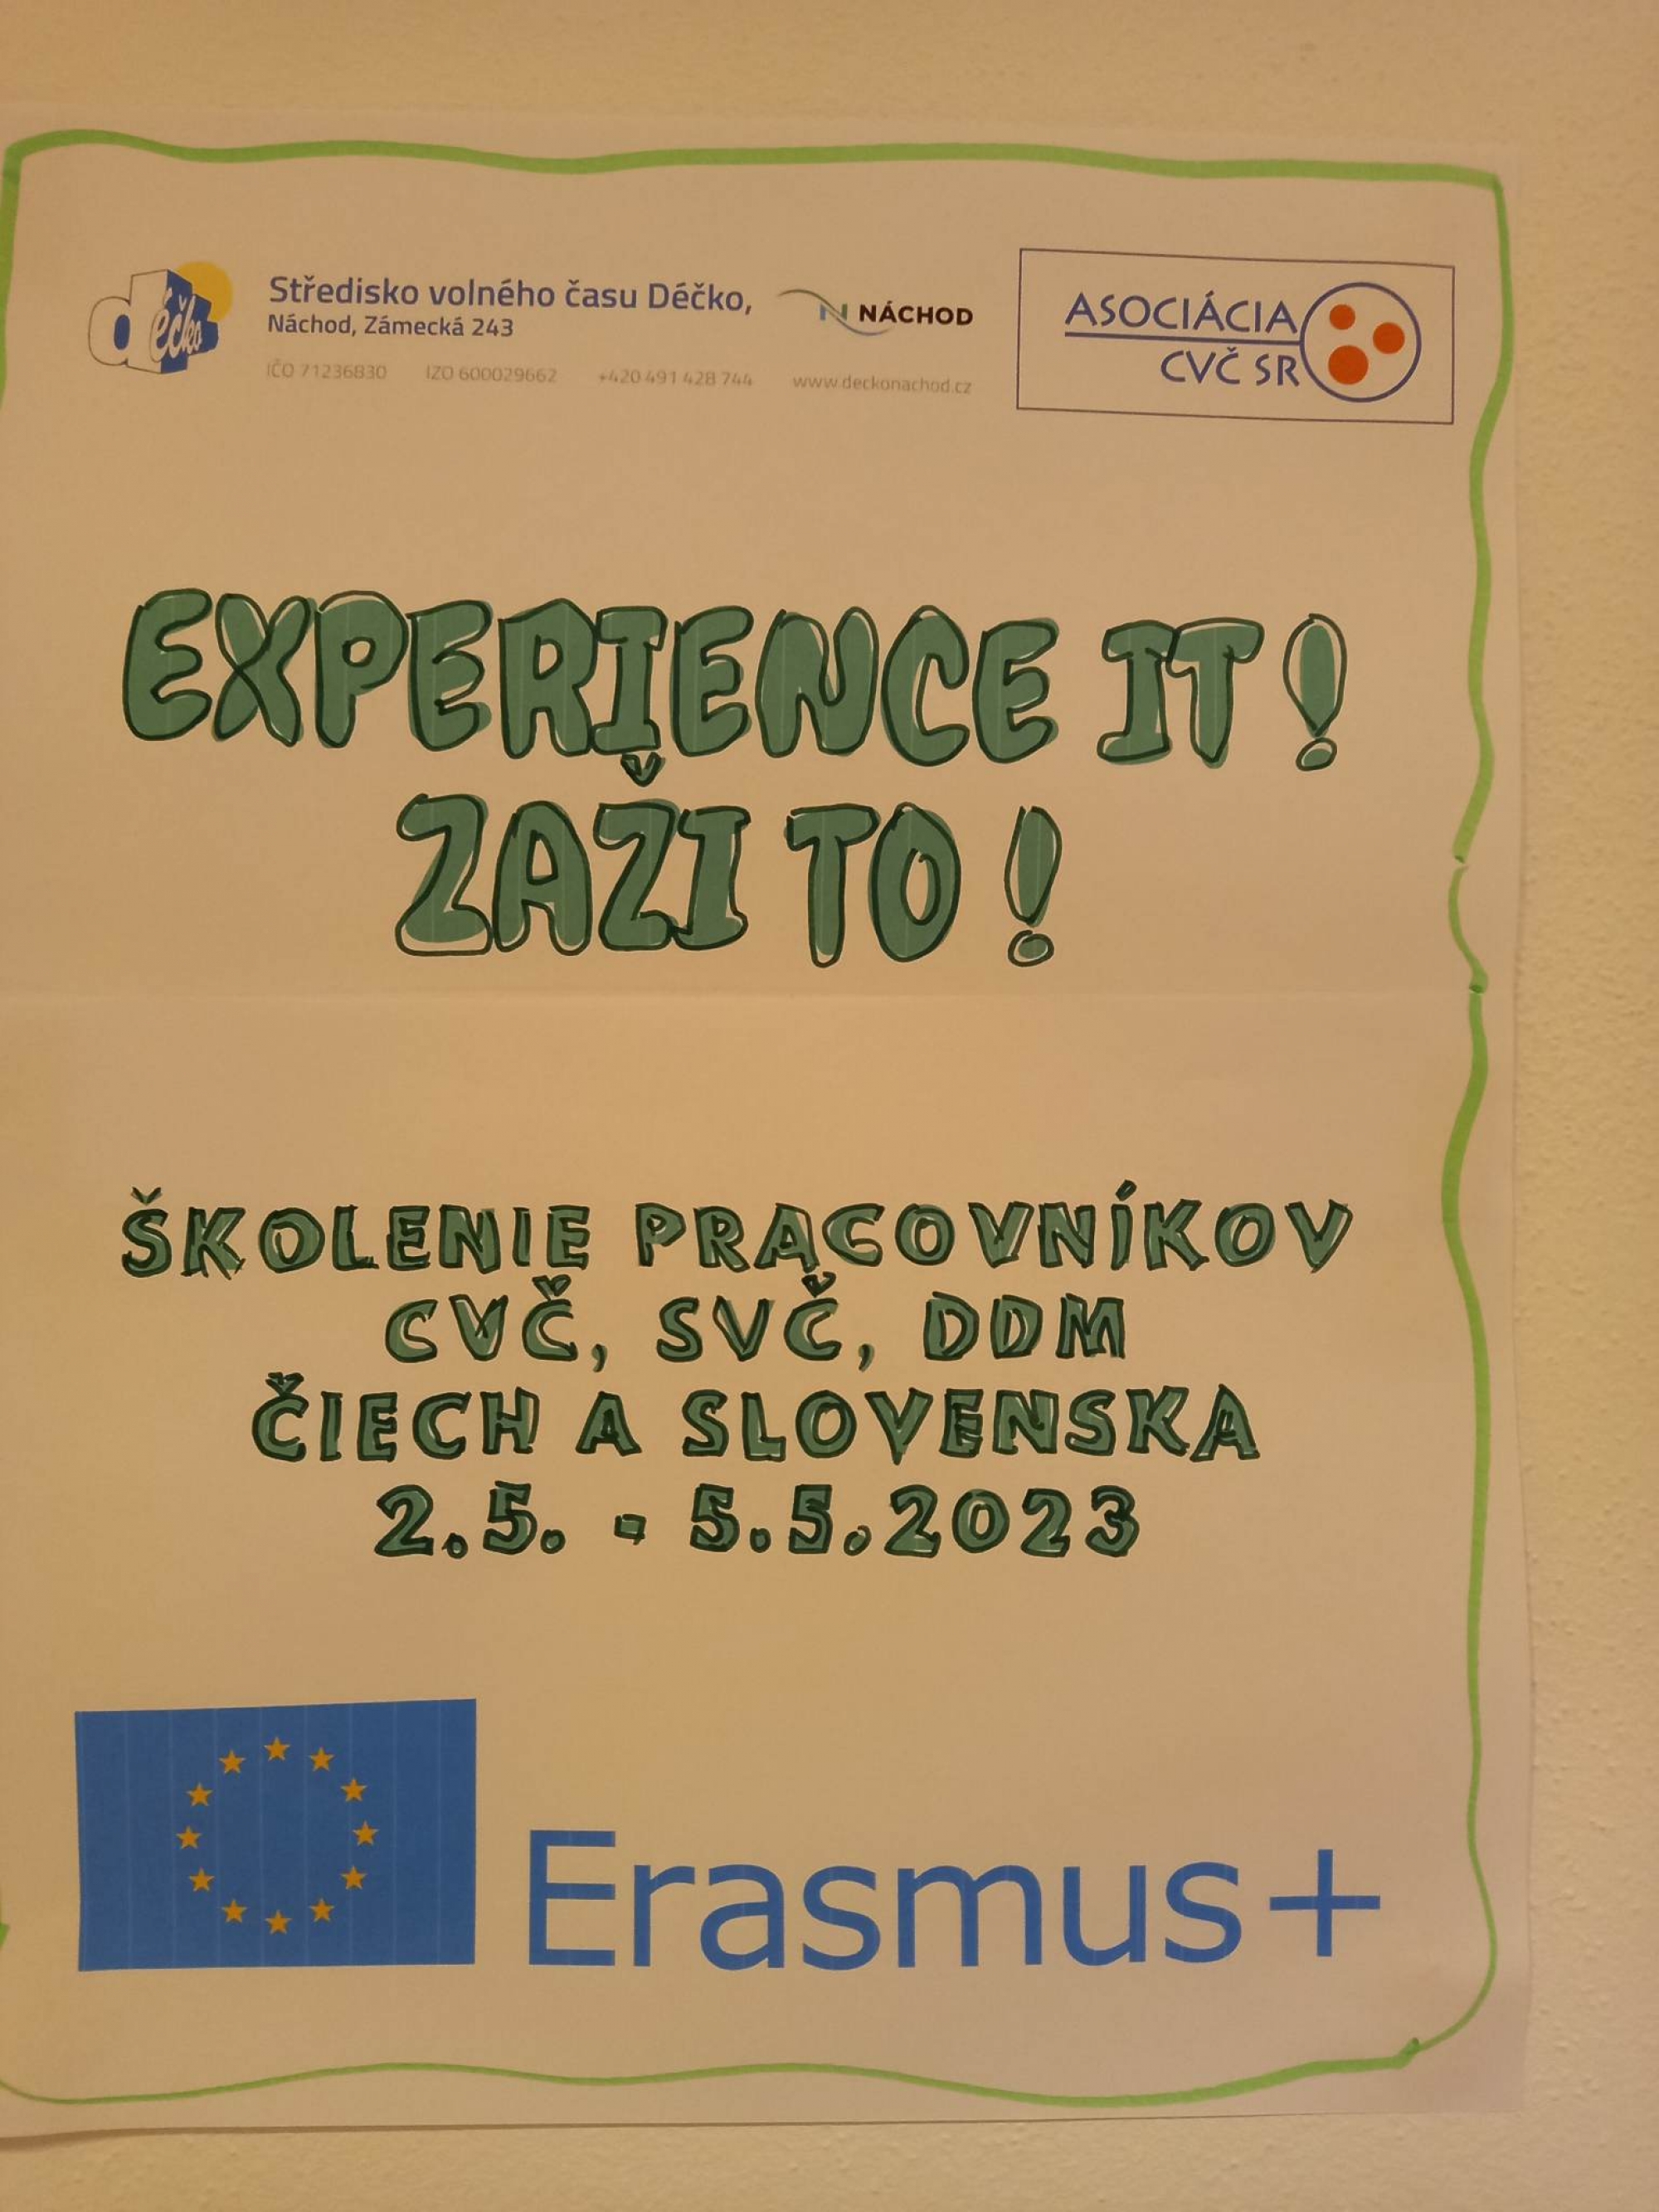 déčko
Středisko volného času Déčko,
Náchod, Zámecká 243
IČO 71236830 IZO 600029662 +420 491 428 744 www.deckonachod.cz
N NÁCHOD
ASOCIÁCIA
CVČ SR
EXPERIENCE IT!
ZAŽI TO!
ŠKOLENIE PRACOVNÍKOV
CVČ, SVČ, DDM
ČIECH A SLOVENSKA
2.5. - 5.5.2023
Erasmus+